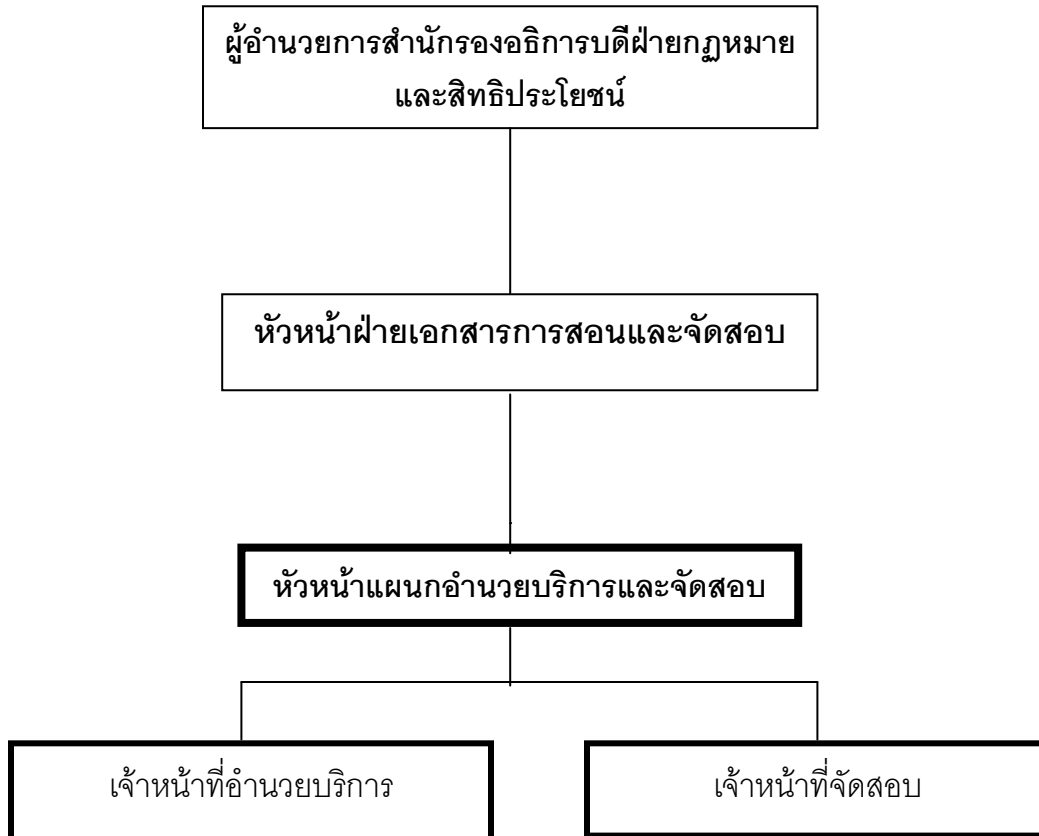 ผู้อำนวยการสำนักรองอธิการบดีฝ่ายกฏหมาย
และสิทธิประโยชน์
หัวหน้าฝ่ายเอกสารการสอนและจัดสอบ
หัวหน้าแผนกอำนวยบริการและจัดสอบ
เจ้าหน้าที่อำนวยบริการ
เจ้าหน้าที่จัดสอบ